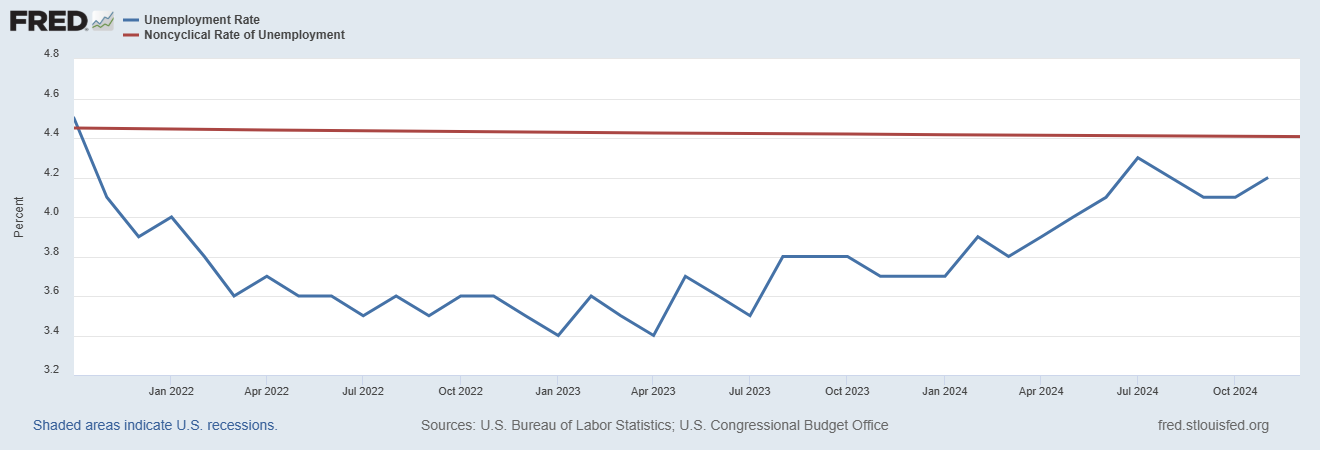 FRED
Unemployment Rate
Noncyclical Rate of Unemployment
4.8
4.6
4.4
4.2
4.0
3.8
3.6
3.4
3.2
Percent
Jan 2022 Apr 2022 Jul 2022 Oct 2022 Jan 2023 Apr 2023 Jul 2023 Oct 2023 Jan 2024 Apr 2024 Jul 2024 Oct 2024
Shaded areas indicate U.S. recessions. Sources: U.S. Bureau of Labor Statistics; U.S. Congressional Budget Office fred.stlouisfed.org